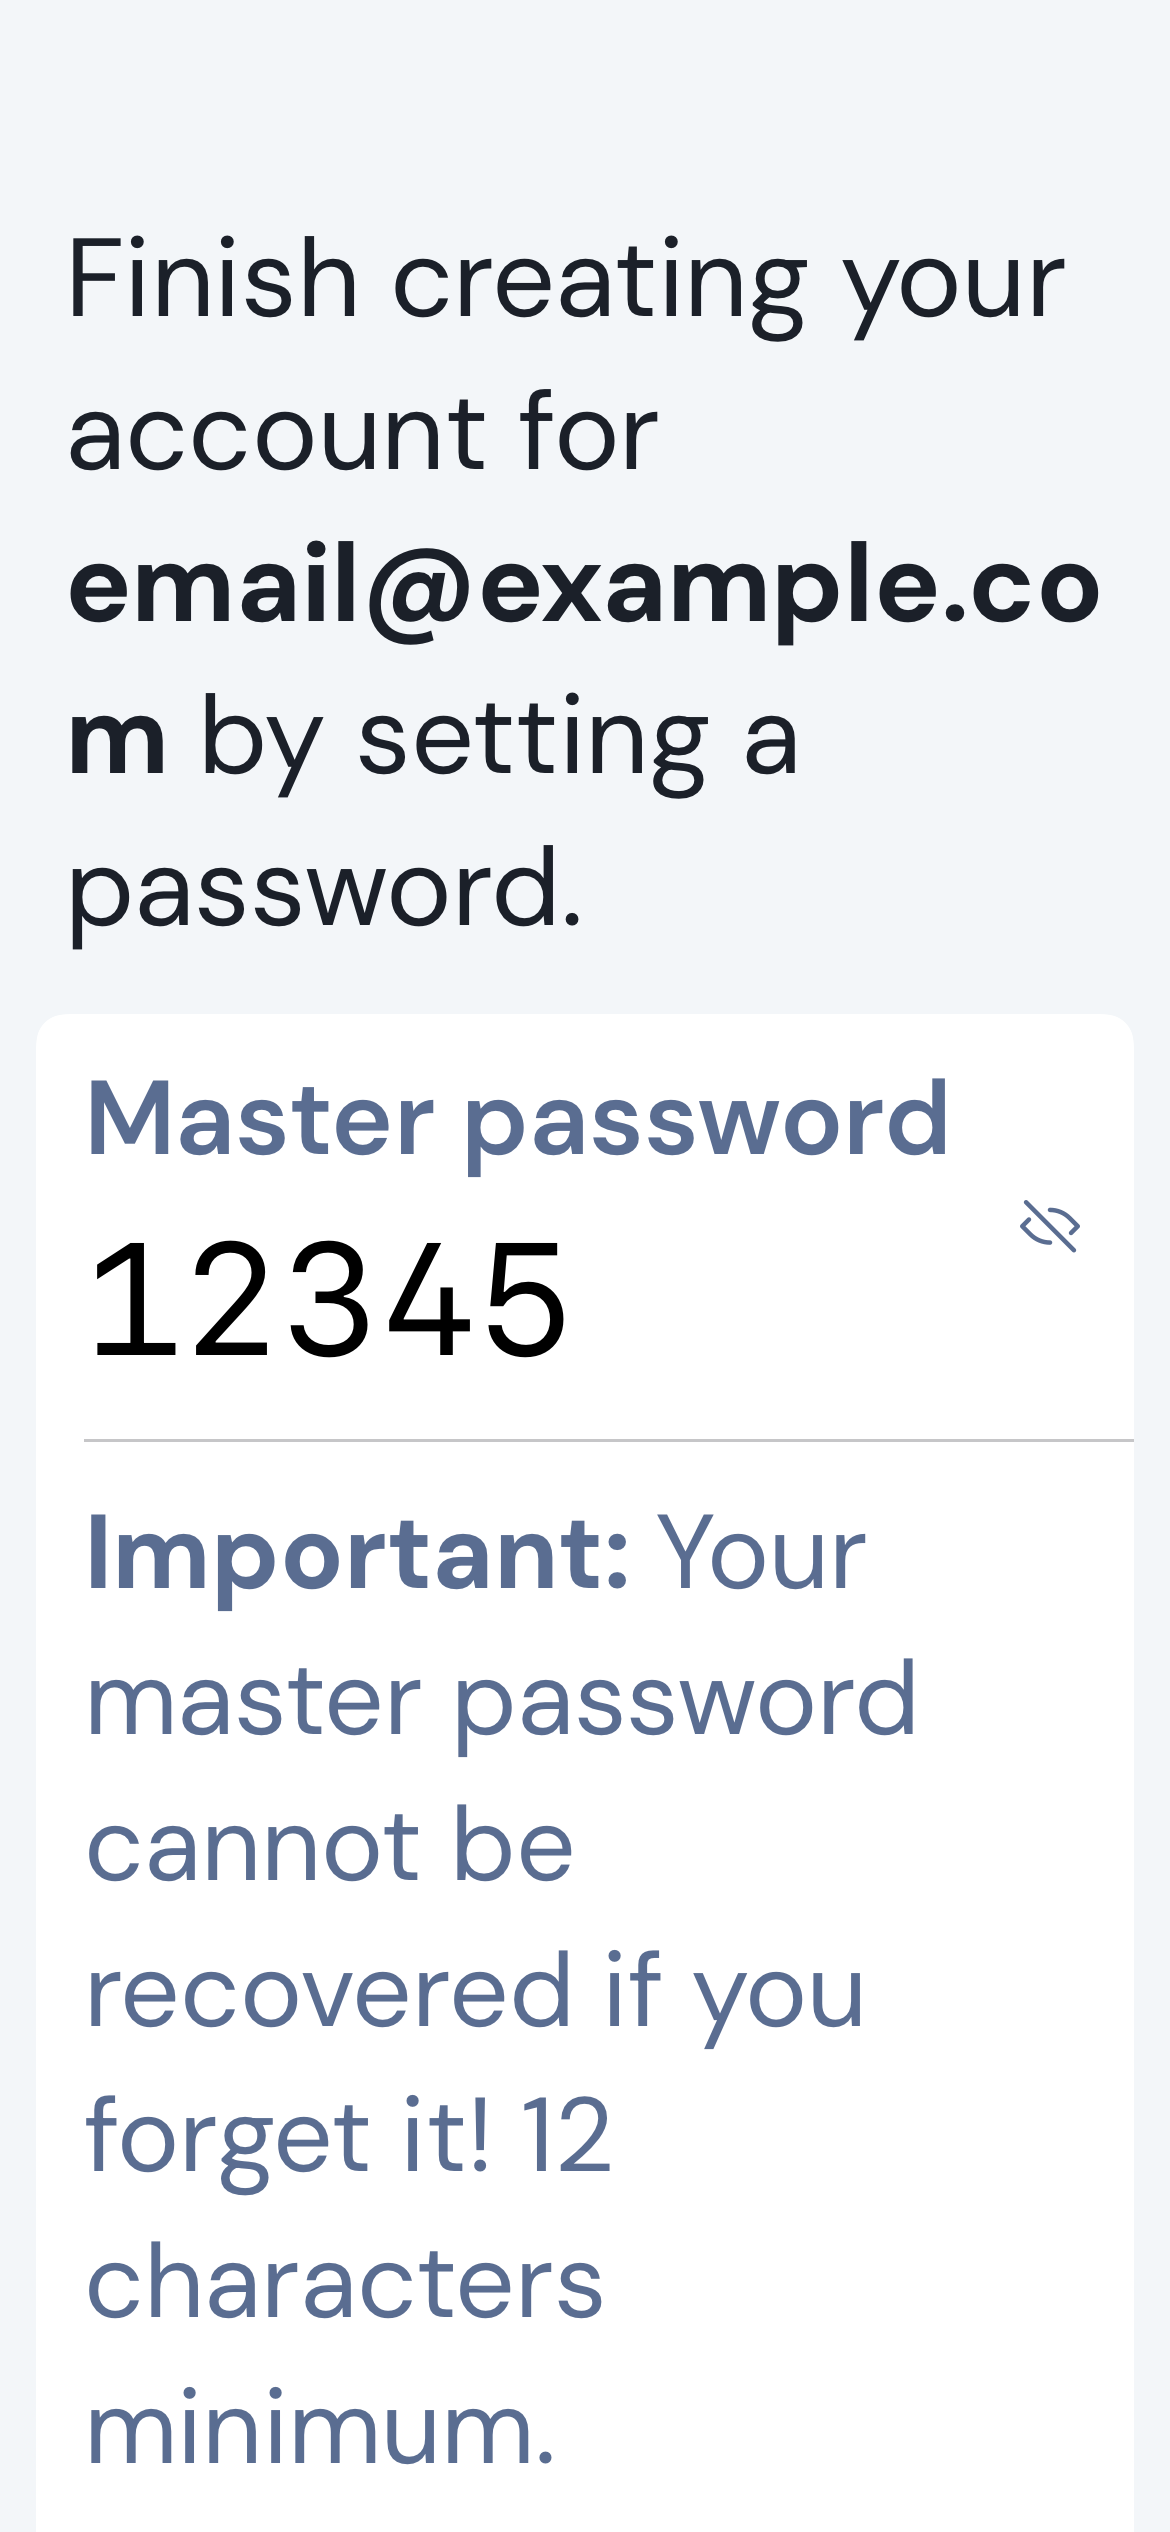 Finish creating your
account for
email@example.co
m by setting a
password.
Master password
12345
Important: Your
master password
cannot be
recovered if you
forget it! 12
characters
minimum.